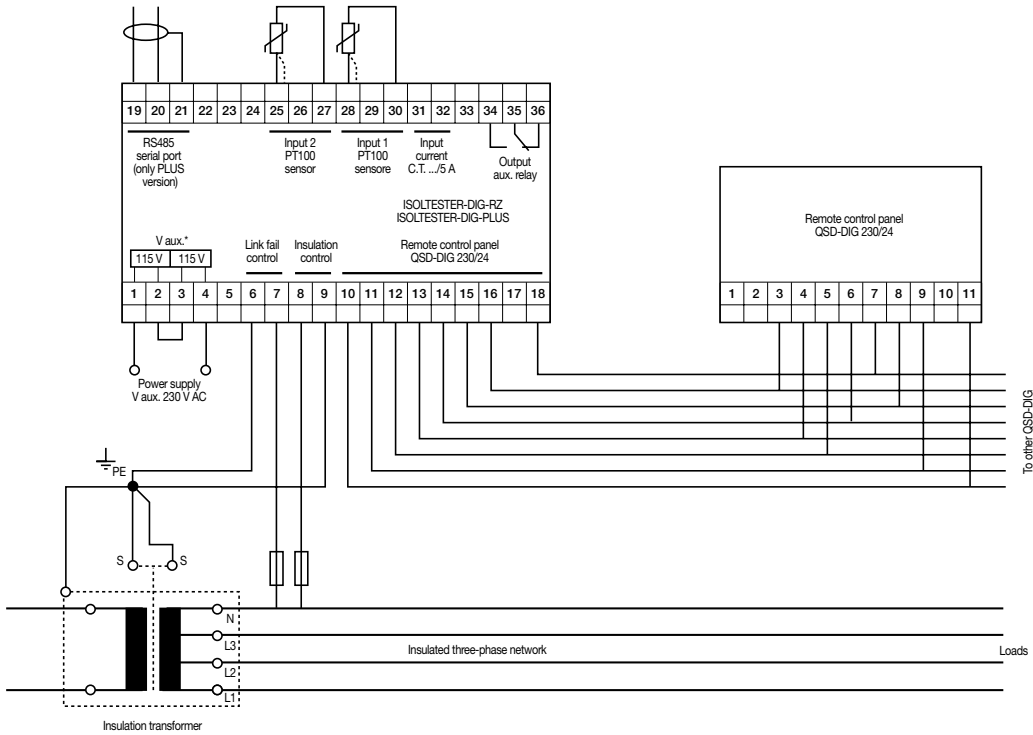 19 20 21 22 23 24 25 26 27 28 29 30 31 32 33 34 35 36
RS485
serial port
(only PLUS
version)
Input 2
PT100
sensor
Input 1
PT100
sensore
Input
current
C.T. .../5 A
Output
aux. relay
ISOLTESTER-DIG-RZ
ISOLTESTER-DIG-PLUS
V aux.*
115 V 115 V
Link fail
control
Insulation
control
Remote control panel
QSD-DIG 230/24
1 2 3 4 5 6 7 8 9 10 11 12 13 14 15 16 17 18
Power supply
V aux. 230 V AC
Remote control panel
QSD-DIG 230/24
1 2 3 4 5 6 7 8 9 10 11
To other QSD-DIG
PE
S S
N
L3
L2
L1
Insulated three-phase network
Loads
Insulation transformer